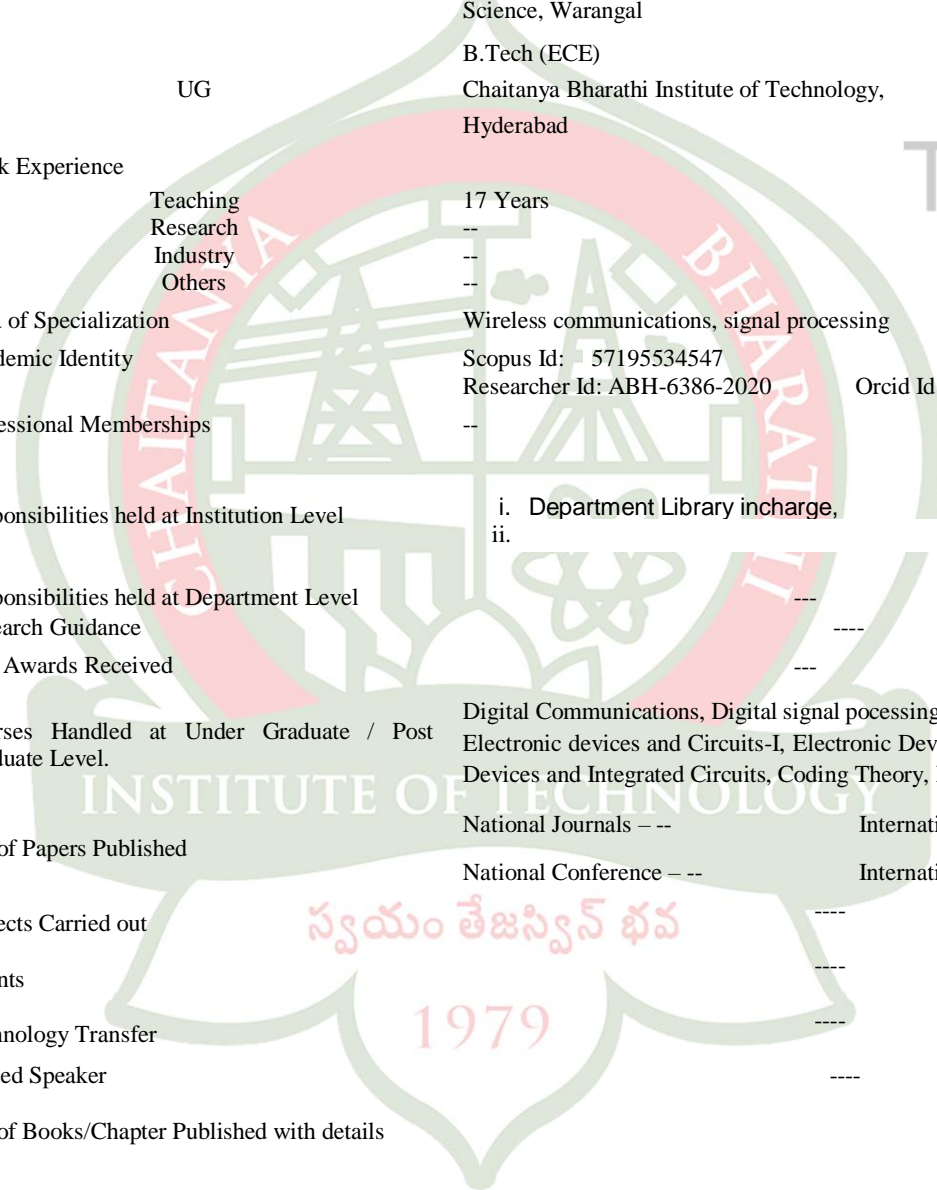 Science, Warangal
B.Tech (ECE)
UG Chaitanya Bharathi Institute of Technology,
Hyderabad
k Experience
T
Teaching 17 Years
Research --
Industry --
Others --
of Specialization Wireless communications, signal processing
demic Identity Scopus Id: 57195534547
Researcher Id: ABH-6386-2020 Orcid Id
essional Memberships --
ponsibilities held at Institution Level i. Department Library incharge,
ii.
ponsibilities held at Department Level ---
earch Guidance ----
Awards Received ---
Digital Communications, Digital signal pocessing
rses Handled at Under Graduate / Post Electronic devices and Circuits-I, Electronic Dev
duate Level. Devices and Integrated Circuits, Coding Theory,
National Journals – -- Internati
of Papers Published
National Conference – -- Internati
ects Carried out ----
nts ----
hnology Transfer ----
ed Speaker ----
of Books/Chapter Published with details
CHAITANYA BHARATHI
INSTITUTE OF TECHNOLOGY
స్వయం తేజస్విన్ భవ
1979